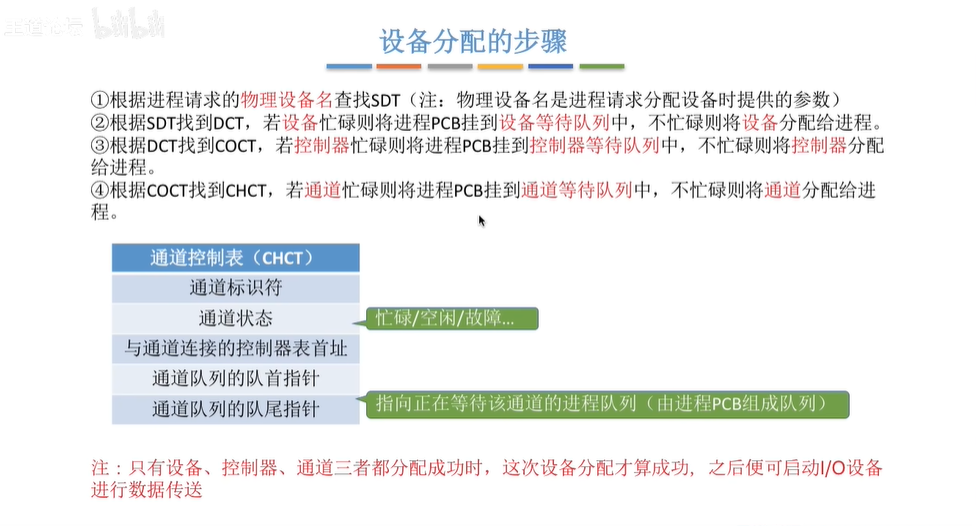 bilibili
设备分配的步骤
①根据进程请求的物理设备名查找SDT（注：物理设备名是进程请求分配设备时提供的参数）
②根据SDT找到DCT，若设备忙碌则将进程PCB挂到设备等待队列中，不忙碌则将设备分配给进程。
③根据DCT找到COCT，若控制器忙碌则将进程PCB挂到控制器等待队列中，不忙碌则将控制器分配
给进程。
④根据COCT找到CHCT，若通道忙碌则将进程PCB挂到通道等待队列中，不忙碌则将通道分配给进
程。
通道控制表（CHCT）
通道标识符
通道状态
忙碌/空闲/故障...
与通道连接的控制器表首址
通道队列的队首指针
通道队列的队尾指针
指向正在等待该通道的进程队列（由进程PCB组成队列）
注：只有设备、控制器、通道三者都分配成功时，这次设备分配才算成功，之后便可启动I/O设备
进行数据传送